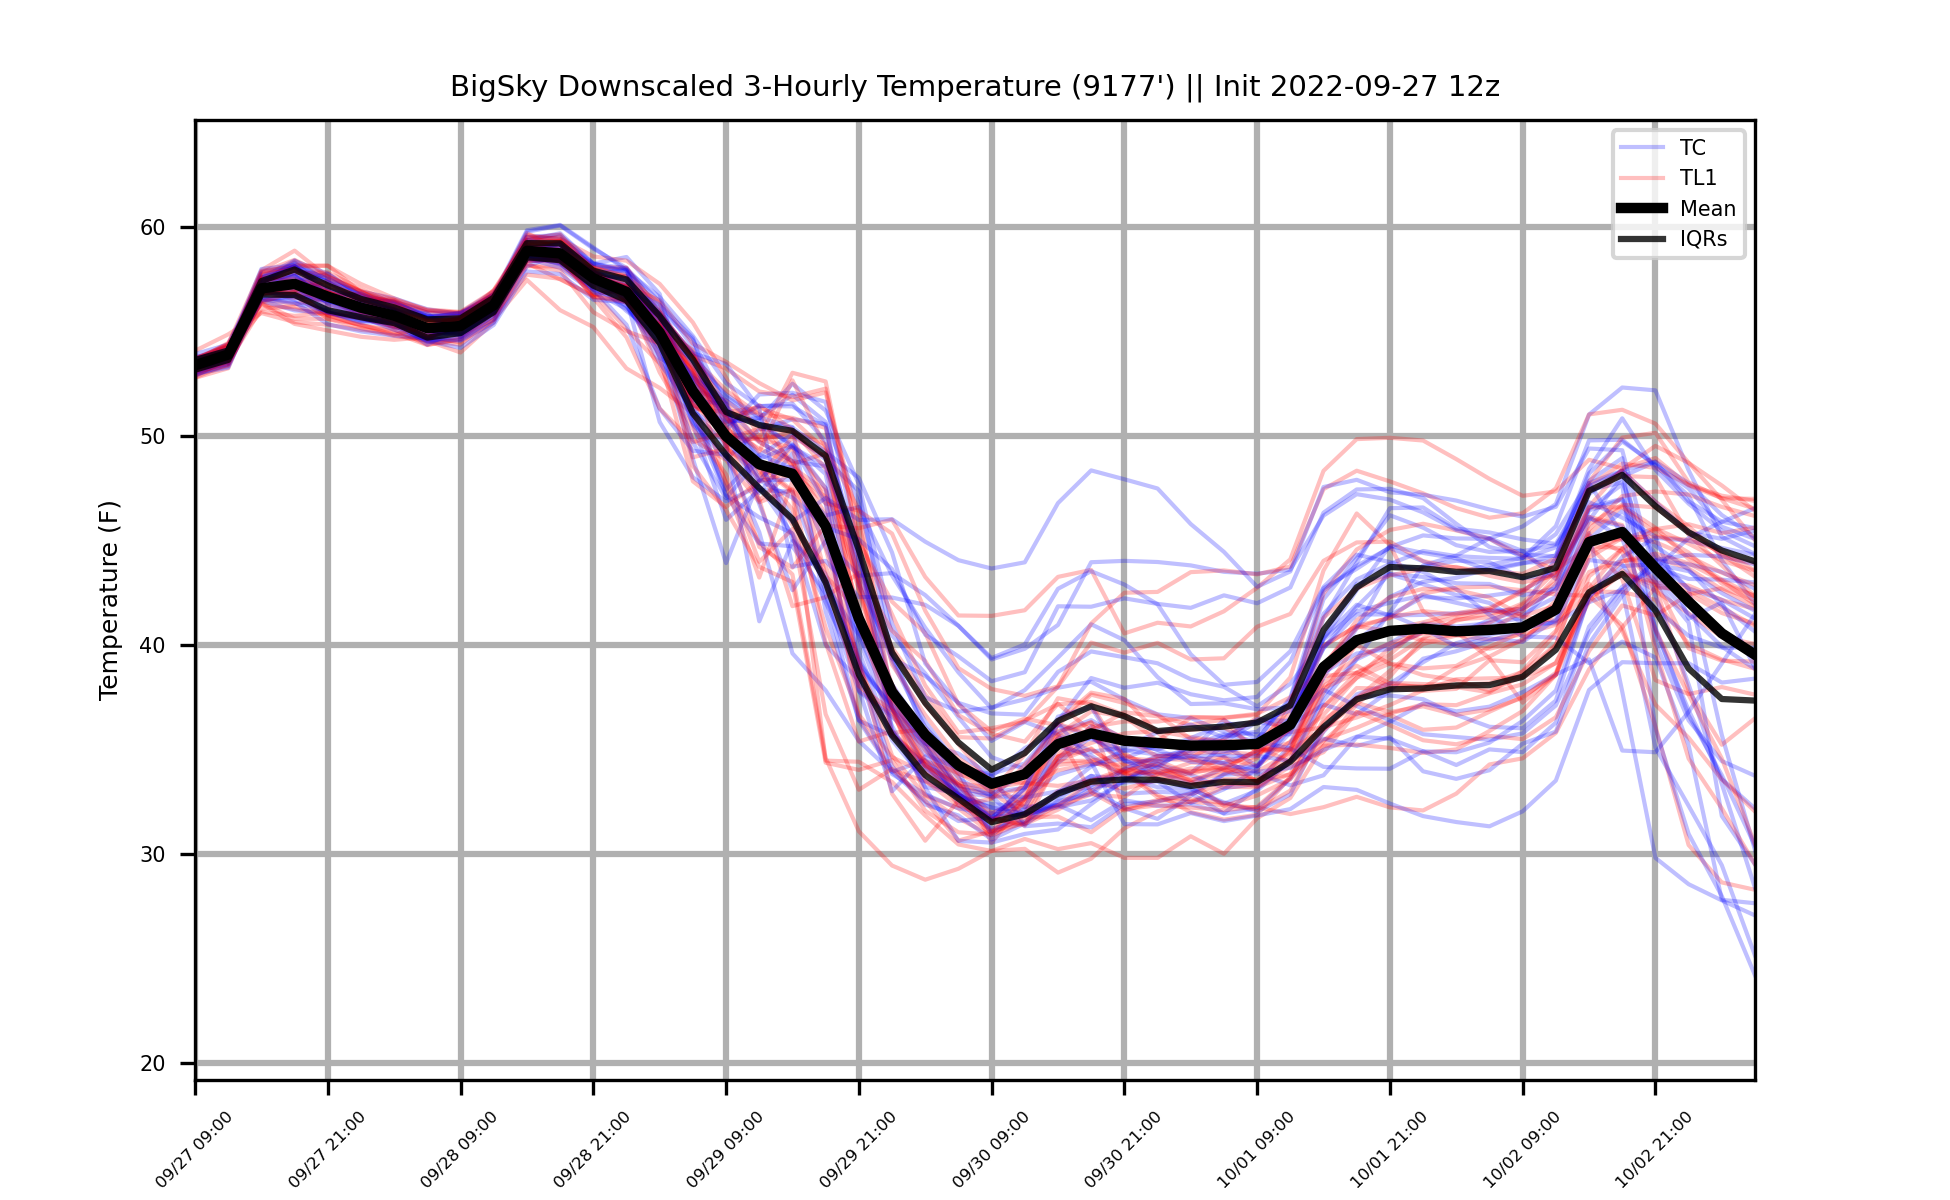 BigSky Downscaled 3-Hourly Temperature (9177') || Init 2022-09-27 12z
TC
TL1
Mean
IQRs
Temperature (F)
60
50
40
30
20
09/27 09:00
09/27 21:00
09/28 09:00
09/28 21:00
09/29 09:00
09/29 21:00
09/30 09:00
09/30 21:00
10/01 09:00
10/01 21:00
10/02 09:00
10/02 21:00